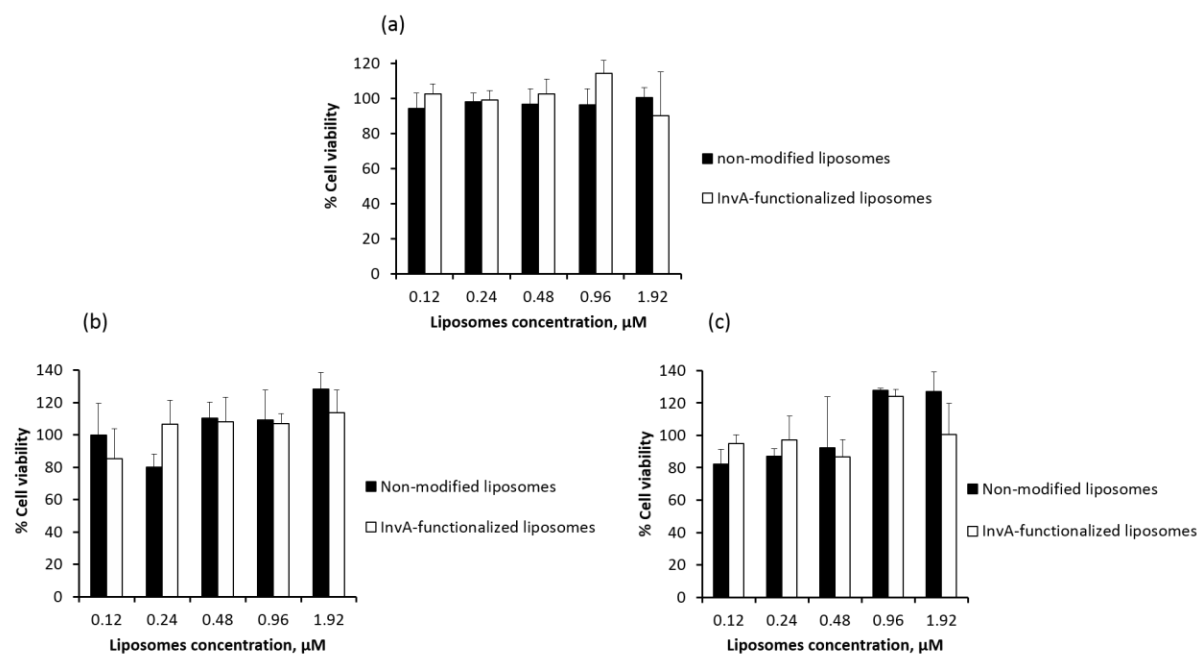 (a)
120
100
80
60
40
20
0
% Cell viability
0.12 0.24 0.48 0.96 1.92
Liposomes concentration, µM
non-modified liposomes
InvA-functionalized liposomes
(b)
140
120
100
80
60
40
20
0
% Cell viability
0.12 0.24 0.48 0.96 1.92
Liposomes concentration, µM
Non-modified liposomes
InvA-functionalized liposomes
(c)
140
120
100
80
60
40
20
0
% Cell viability
0.12 0.24 0.48 0.96 1.92
Liposomes concentration, µM
Non-modified liposomes
InvA-functionalized liposomes